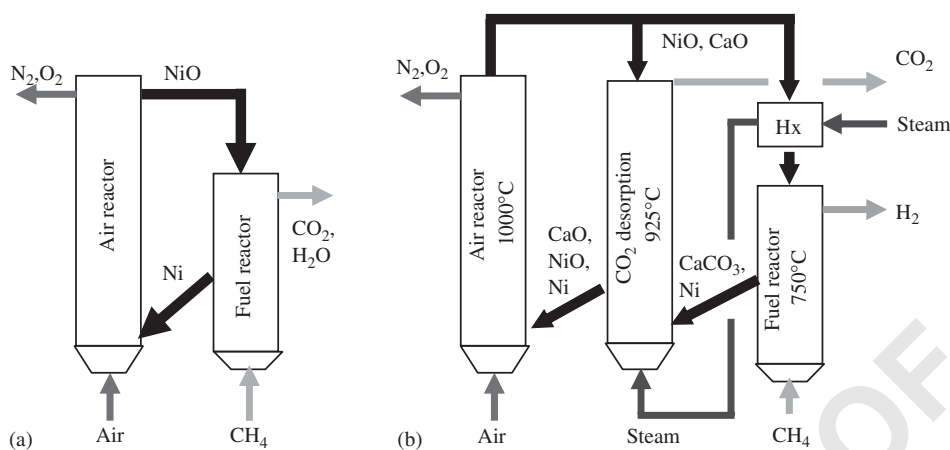 N₂,O₂
NiO
Air reactor
Fuel reactor
CO₂,
H₂O
Ni
(a)
Air
CH₄
NiO, CaO
N₂,O₂
CO₂
Hx
Steam
Air reactor
1000°C
CO₂ desorption
925°C
Fuel reactor
750°C
H₂
CaO,
NiO,
Ni
CaCO₃,
Ni
(b)
Air
Steam
CH₄
OF